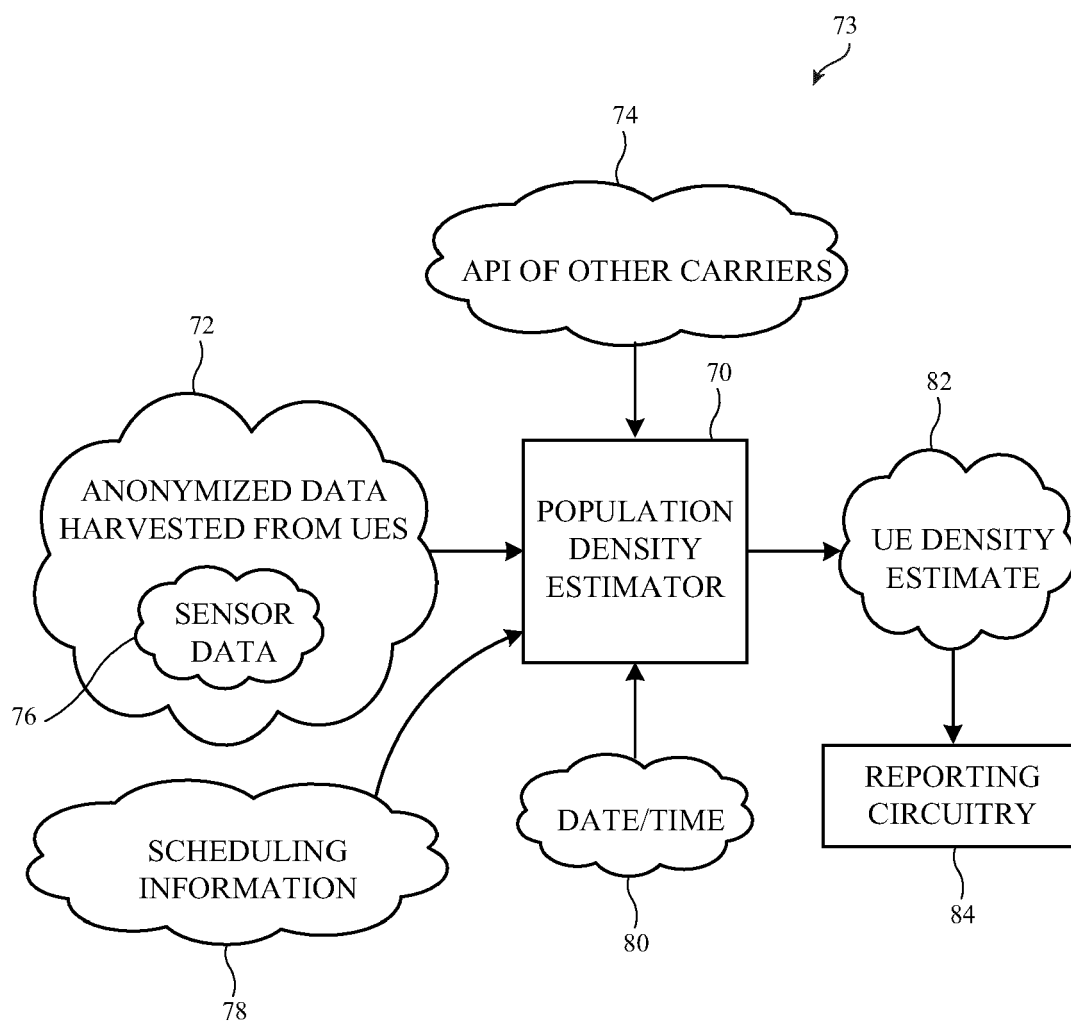 73
74
API OF OTHER CARRIERS
72
70
82
ANONYMIZED DATA
HARVESTED FROM UES
POPULATION
DENSITY
ESTIMATOR
UE DENSITY
ESTIMATE
SENSOR
DATA
76
SCHEDULING
INFORMATION
DATE/TIME
REPORTING
CIRCUITRY
78
80
84